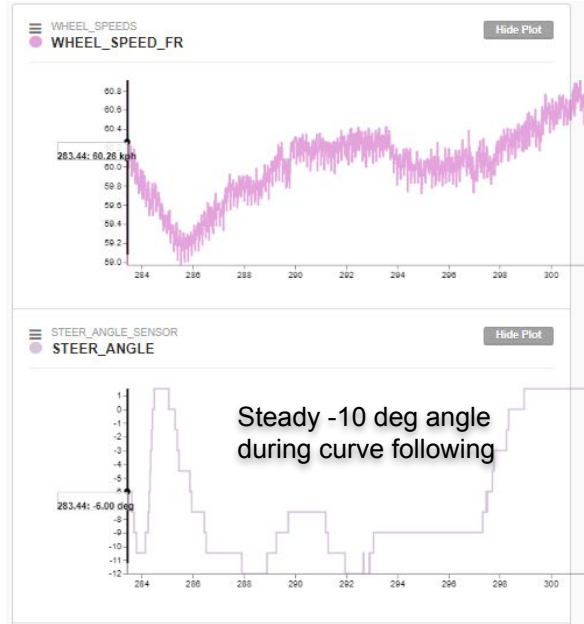 WHEEL_SPEEDS
Hide Plot
WHEEL_SPEED_FR
60.8
60.6
60.4
283.44: 60.26 kph
60.0
59.8
59.6
59.4
59.2
59.0
284 286 288 290 292 294 296 298 300
STEER_ANGLE_SENSOR
Hide Plot
STEER_ANGLE
Steady -10 deg angle
during curve following
1
0
-1
-2
-3
-4
-5
283.44: -6.00 deg
-8
-9
-10
-11
-12
284 286 288 290 292 294 296 298 300